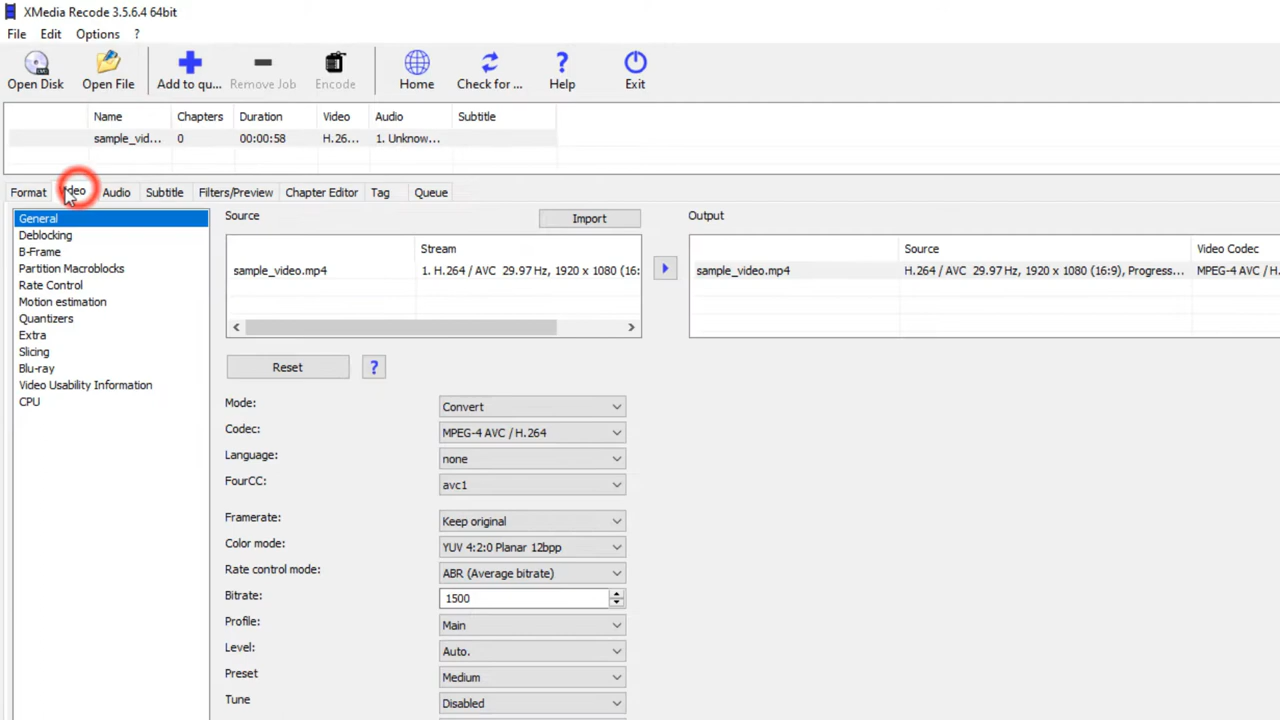 XMedia Recode 3.5.6.4 64bit
File Edit Options ?
Open Disk Open File Add to qu... Remove Job Encode Home Check for ... Help Exit
Name Chapters Duration Video Audio Subtitle
sample_vid... 0 00:00:58 H.26... 1. Unknow...
Format Video Audio Subtitle Filters/Preview Chapter Editor Tag Queue
General
Deblocking
B-Frame
Partition Macroblocks
Rate Control
Motion estimation
Quantizers
Extra
Slicing
Blu-ray
Video Usability Information
CPU
Source Import
Stream
sample_video.mp4 1. H.264 / AVC 29.97 Hz, 1920 x 1080 (16:
Output
Source Video Codec
sample_video.mp4 H.264 / AVC 29.97 Hz, 1920 x 1080 (16:9), Progress... MPEG-4 AVC / H.
Reset ?
Mode: Convert
Codec: MPEG-4 AVC / H.264
Language: none
FourCC: avc1
Framerate: Keep original
Color mode: YUV 4:2:0 Planar 12bpp
Rate control mode: ABR (Average bitrate)
Bitrate: 1500
Profile: Main
Level: Auto.
Preset Medium
Tune Disabled